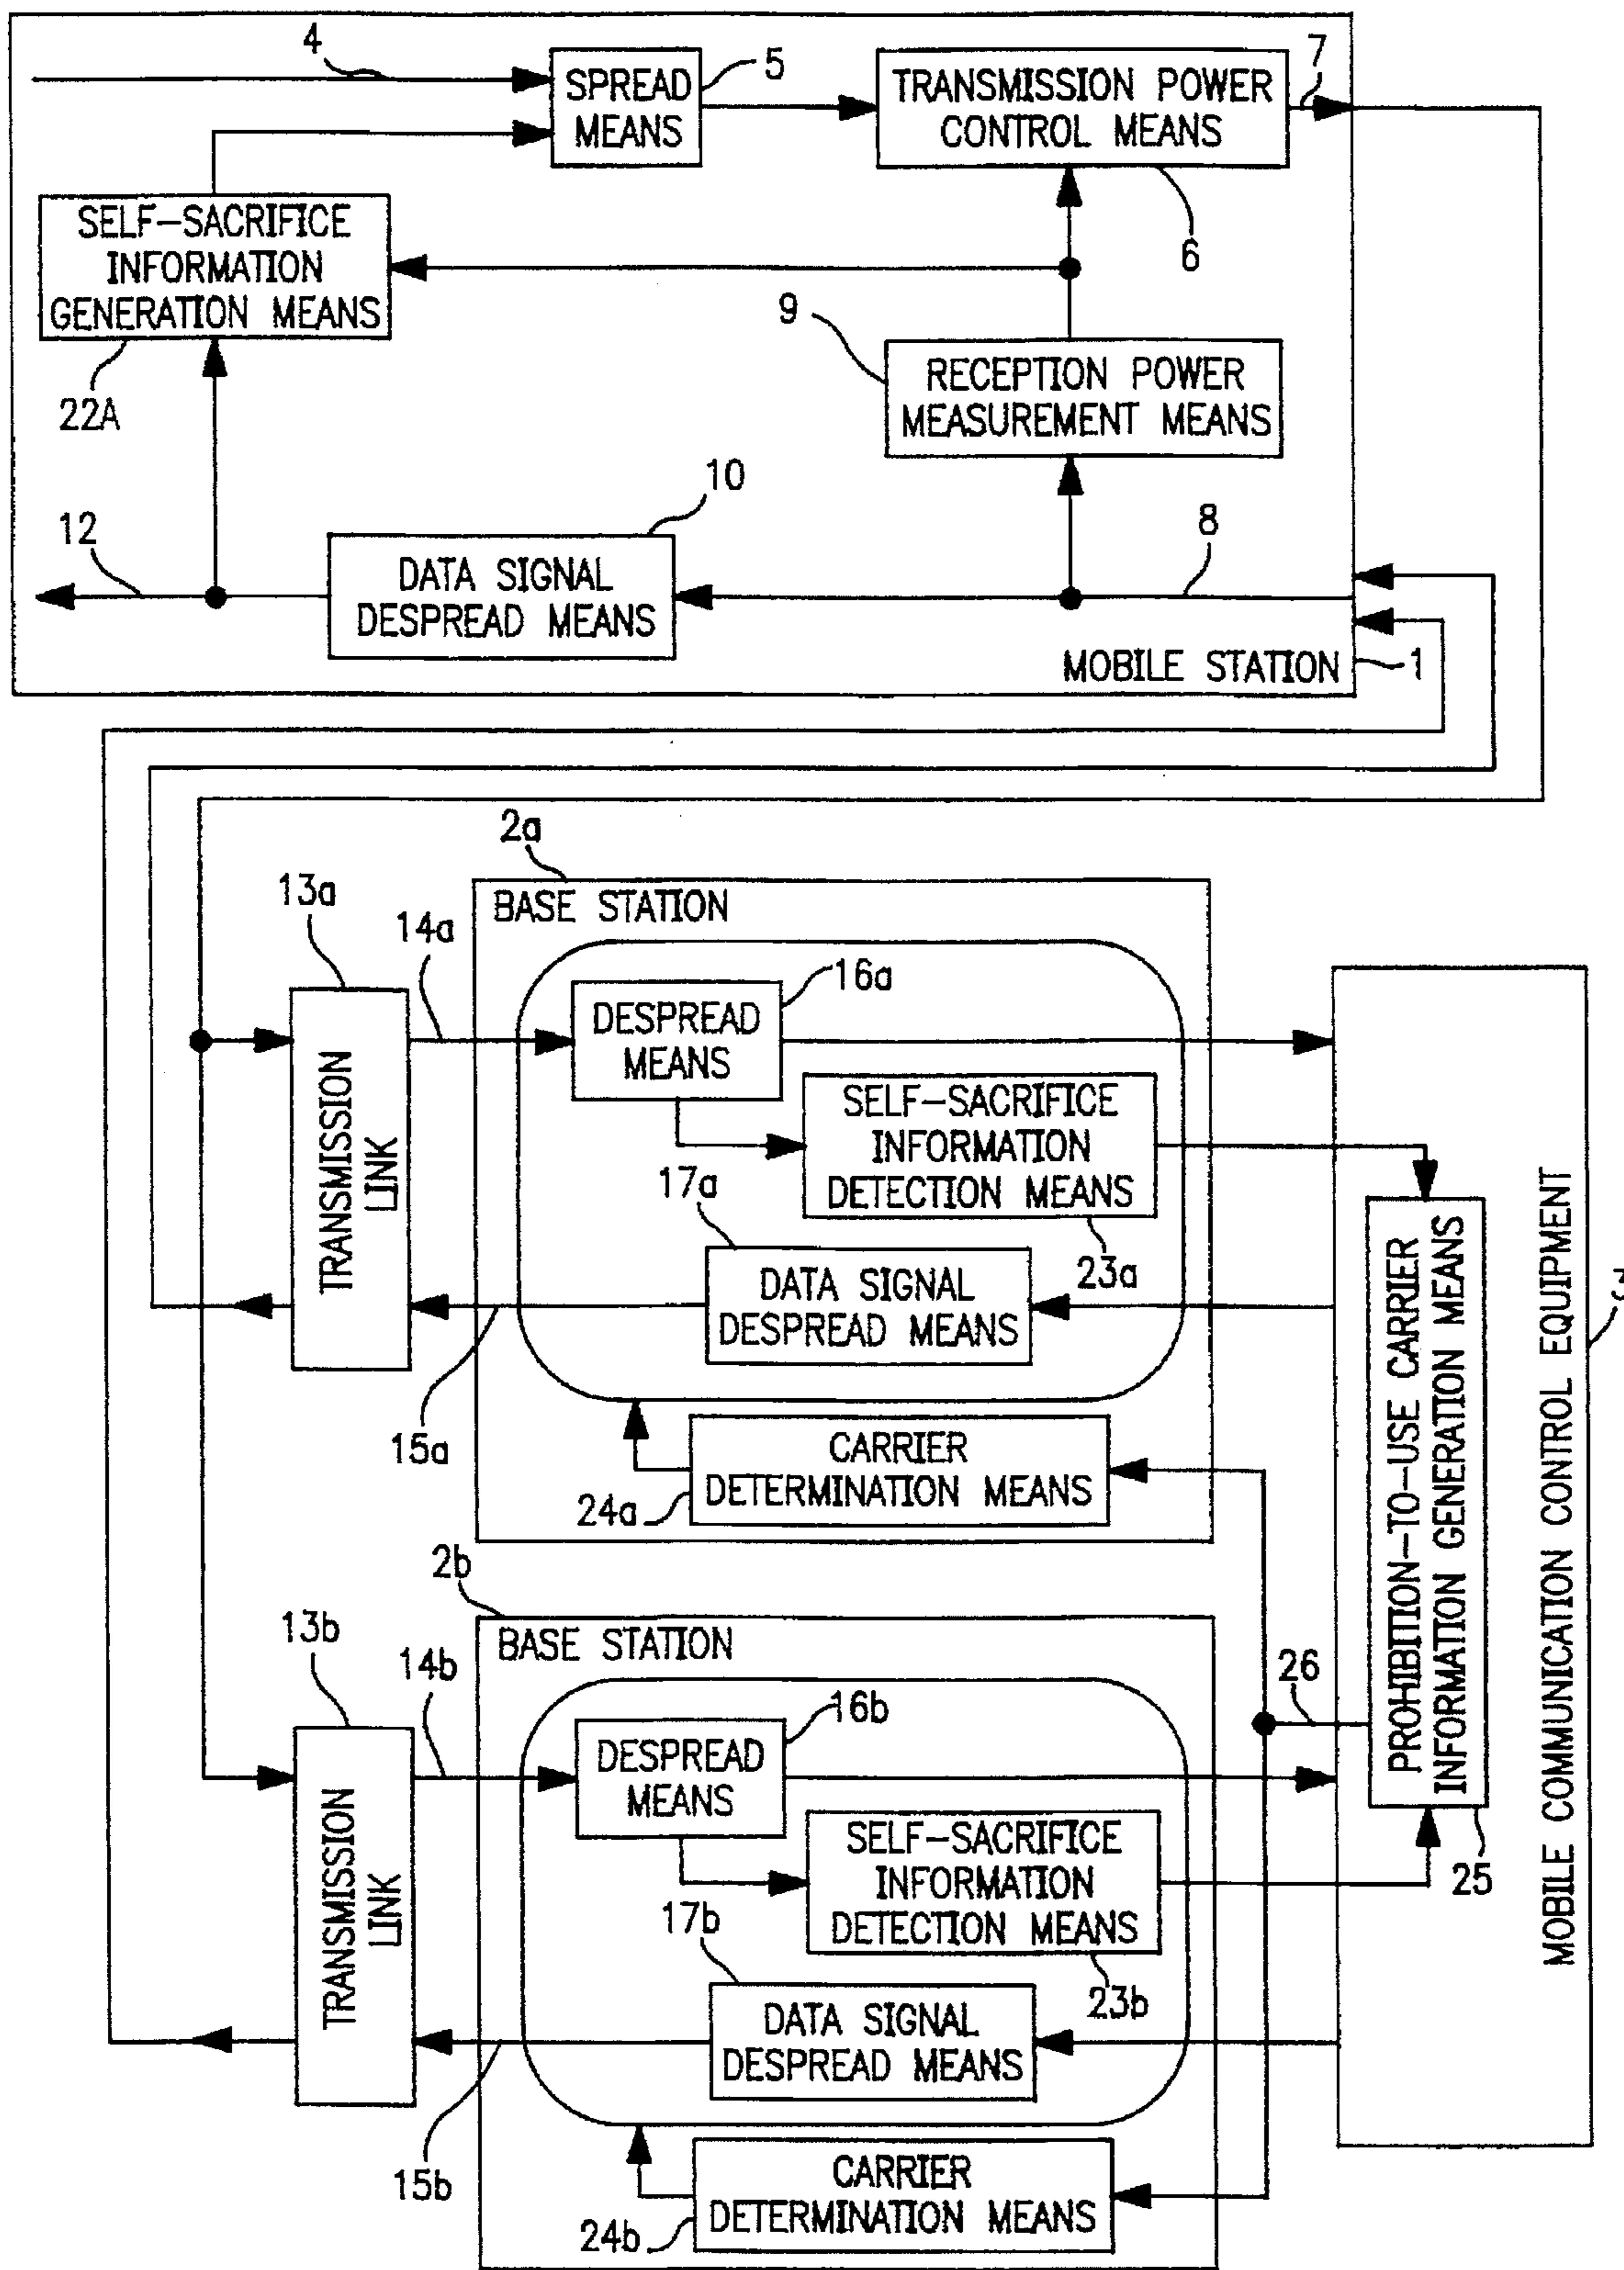 4
SPREAD
MEANS
5
TRANSMISSION POWER
CONTROL MEANS
7
SELF-SACRIFICE
INFORMATION
GENERATION MEANS
22A
6
9
RECEPTION POWER
MEASUREMENT MEANS
10
12
DATA SIGNAL
DESPREAD MEANS
8
MOBILE STATION
1
2a
13a
14a
BASE STATION
16a
DESPREAD
MEANS
TRANSMISSION
LINK
SELF-SACRIFICE
INFORMATION
DETECTION MEANS
17a
23a
DATA SIGNAL
DESPREAD MEANS
15a
CARRIER
DETERMINATION MEANS
24a
PROHIBITION-TO-USE CARRIER
INFORMATION GENERATION MEANS
MOBILE COMMUNICATION CONTROL EQUIPMENT
3
2b
13b
14b
BASE STATION
16b
26
DESPREAD
MEANS
TRANSMISSION
LINK
SELF-SACRIFICE
INFORMATION
DETECTION MEANS
25
17b
23b
DATA SIGNAL
DESPREAD MEANS
15b
CARRIER
DETERMINATION MEANS
24b